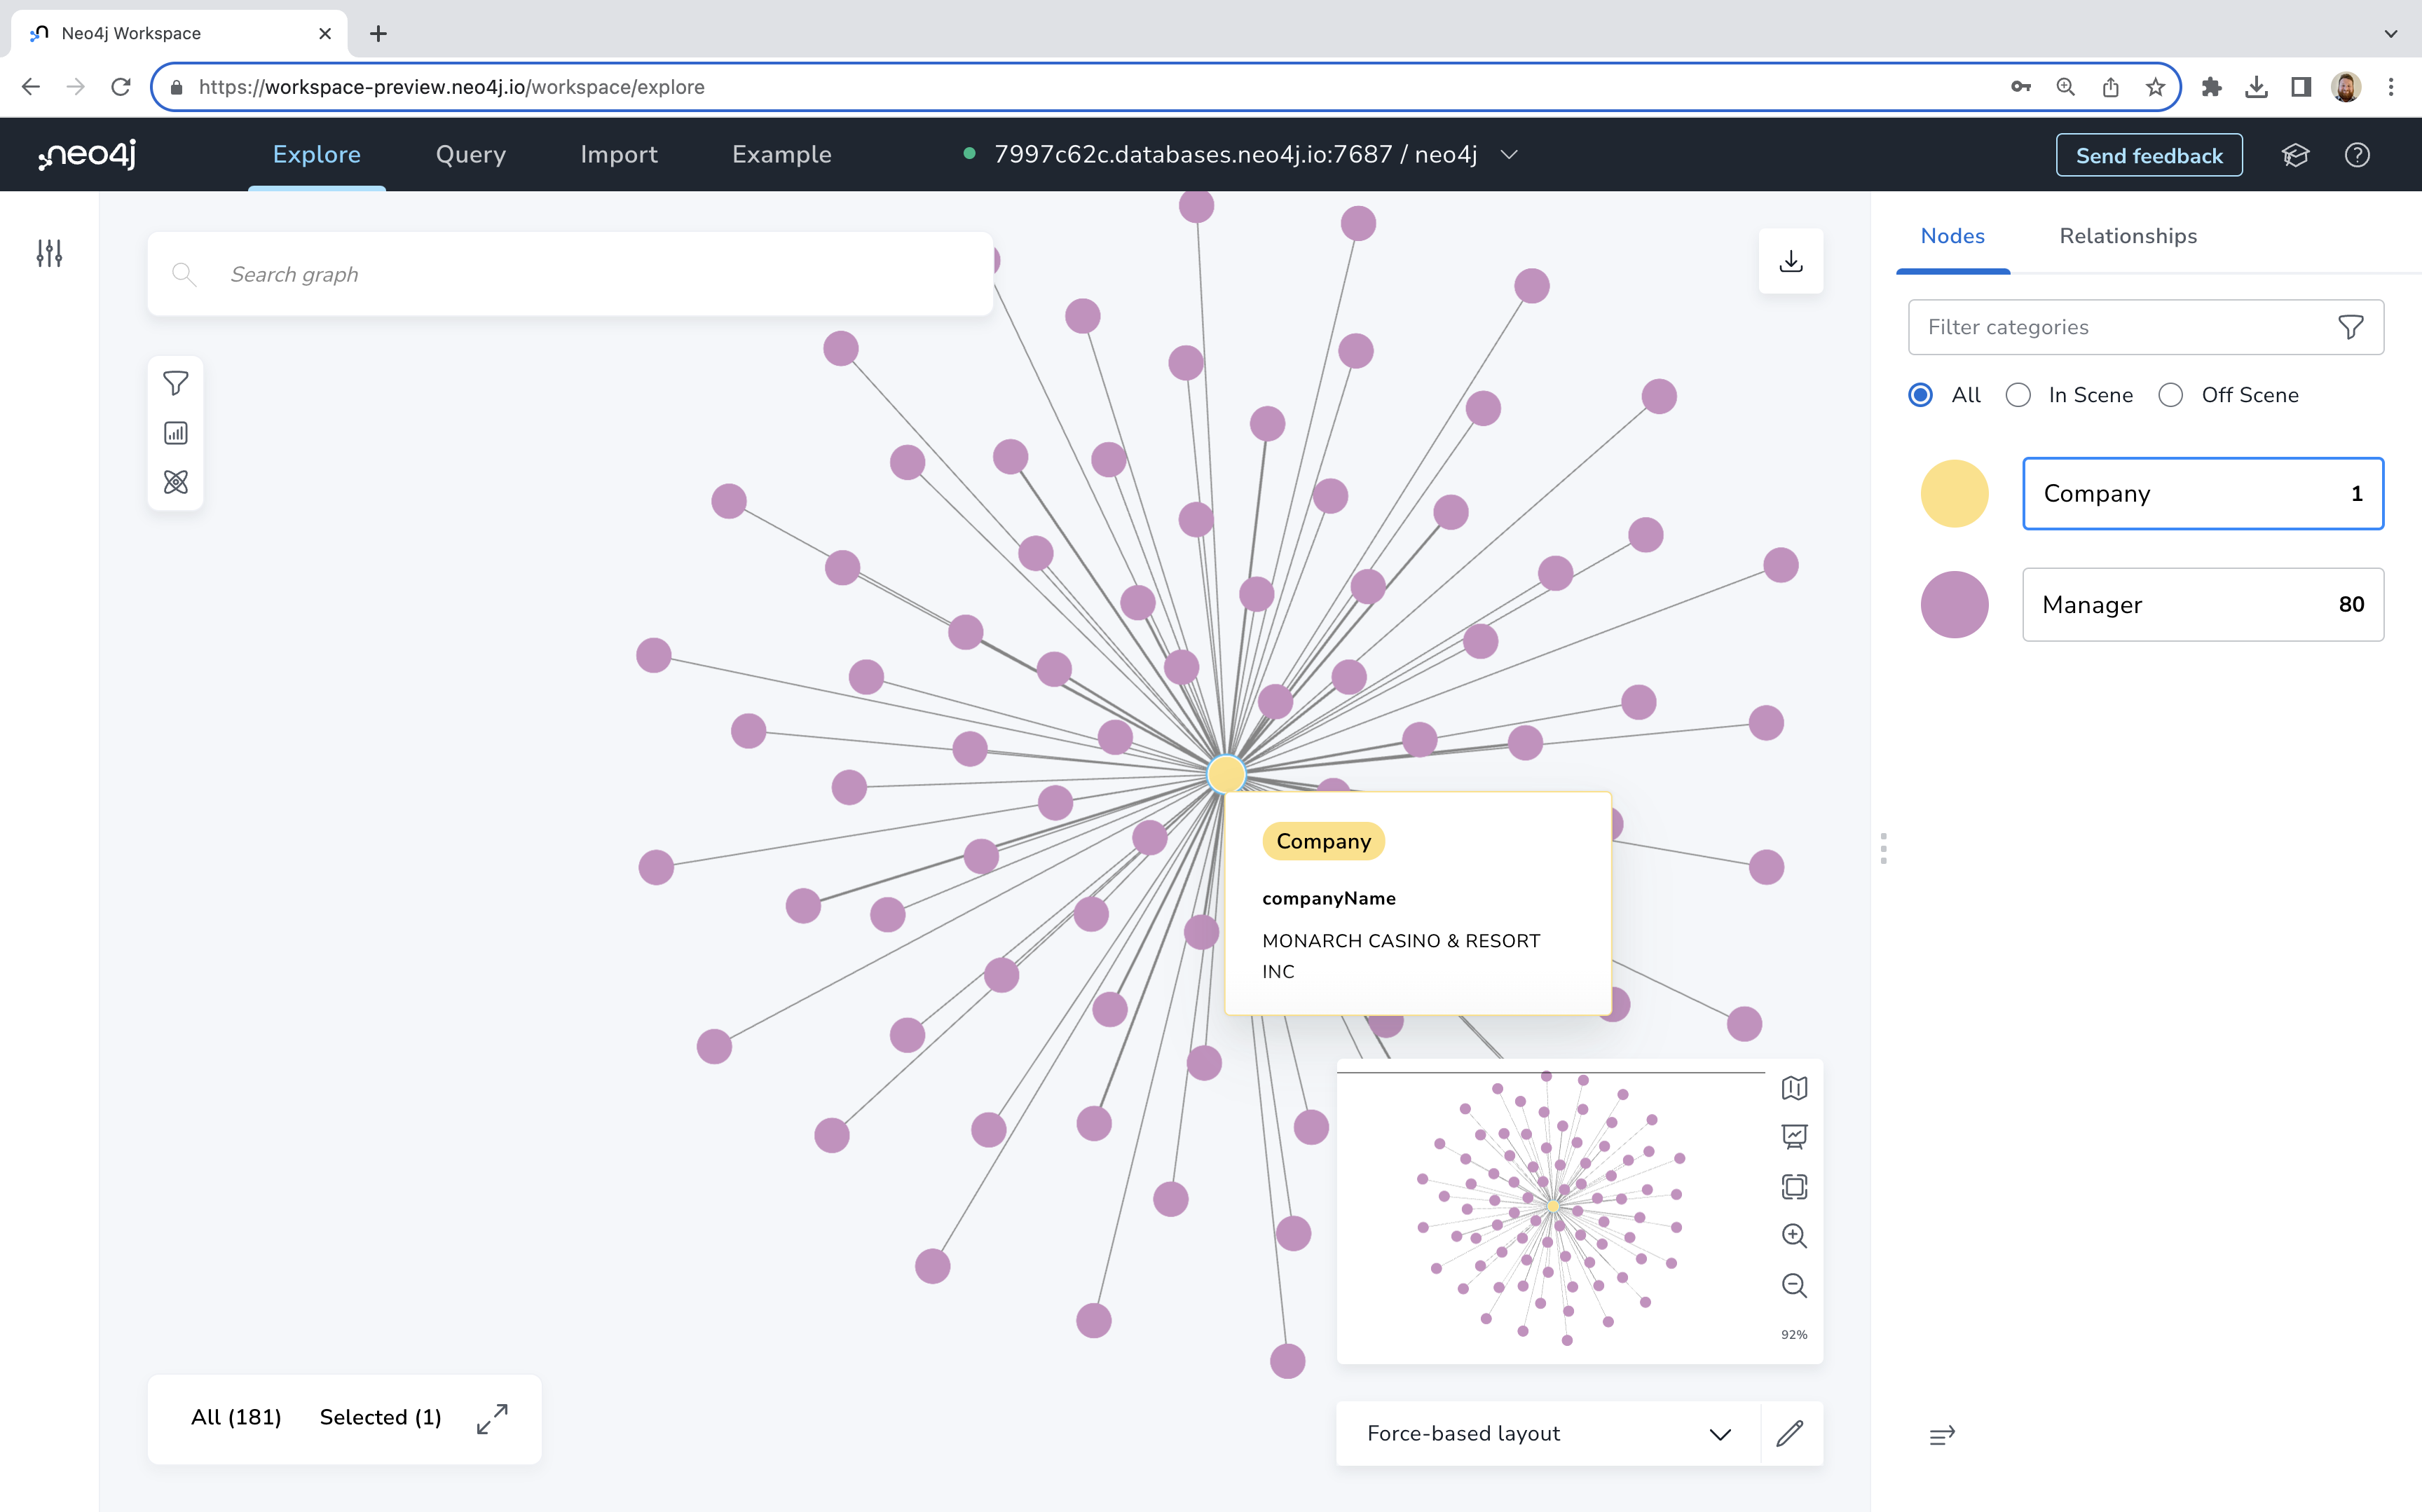 Neo4j Workspace
https://workspace-preview.neo4j.io/workspace/explore
neo4j
Explore
Query
Import
Example
7997c62c.databases.neo4j.io:7687 / neo4j
Send feedback
Search graph
Nodes
Relationships
Filter categories
All
In Scene
Off Scene
Company 1
Manager 80
Company
companyName
MONARCH CASINO & RESORT
INC
92%
All (181)
Selected (1)
Force-based layout